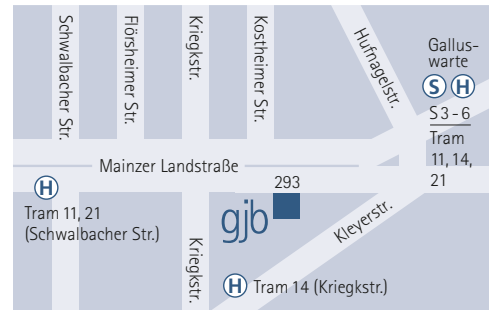 Schwalbacher Str.
Flörsheimer Str.
Kriegkstr.
Kostheimer Str.
Hufnagelstr.
Gallus-
warte
S H
S 3 - 6
Tram
11, 14,
21
Mainzer Landstraße
H
Tram 11, 21
(Schwalbacher Str.)
293
gjb
Kleyerstr.
Kriegkstr.
H Tram 14 (Kriegkstr.)